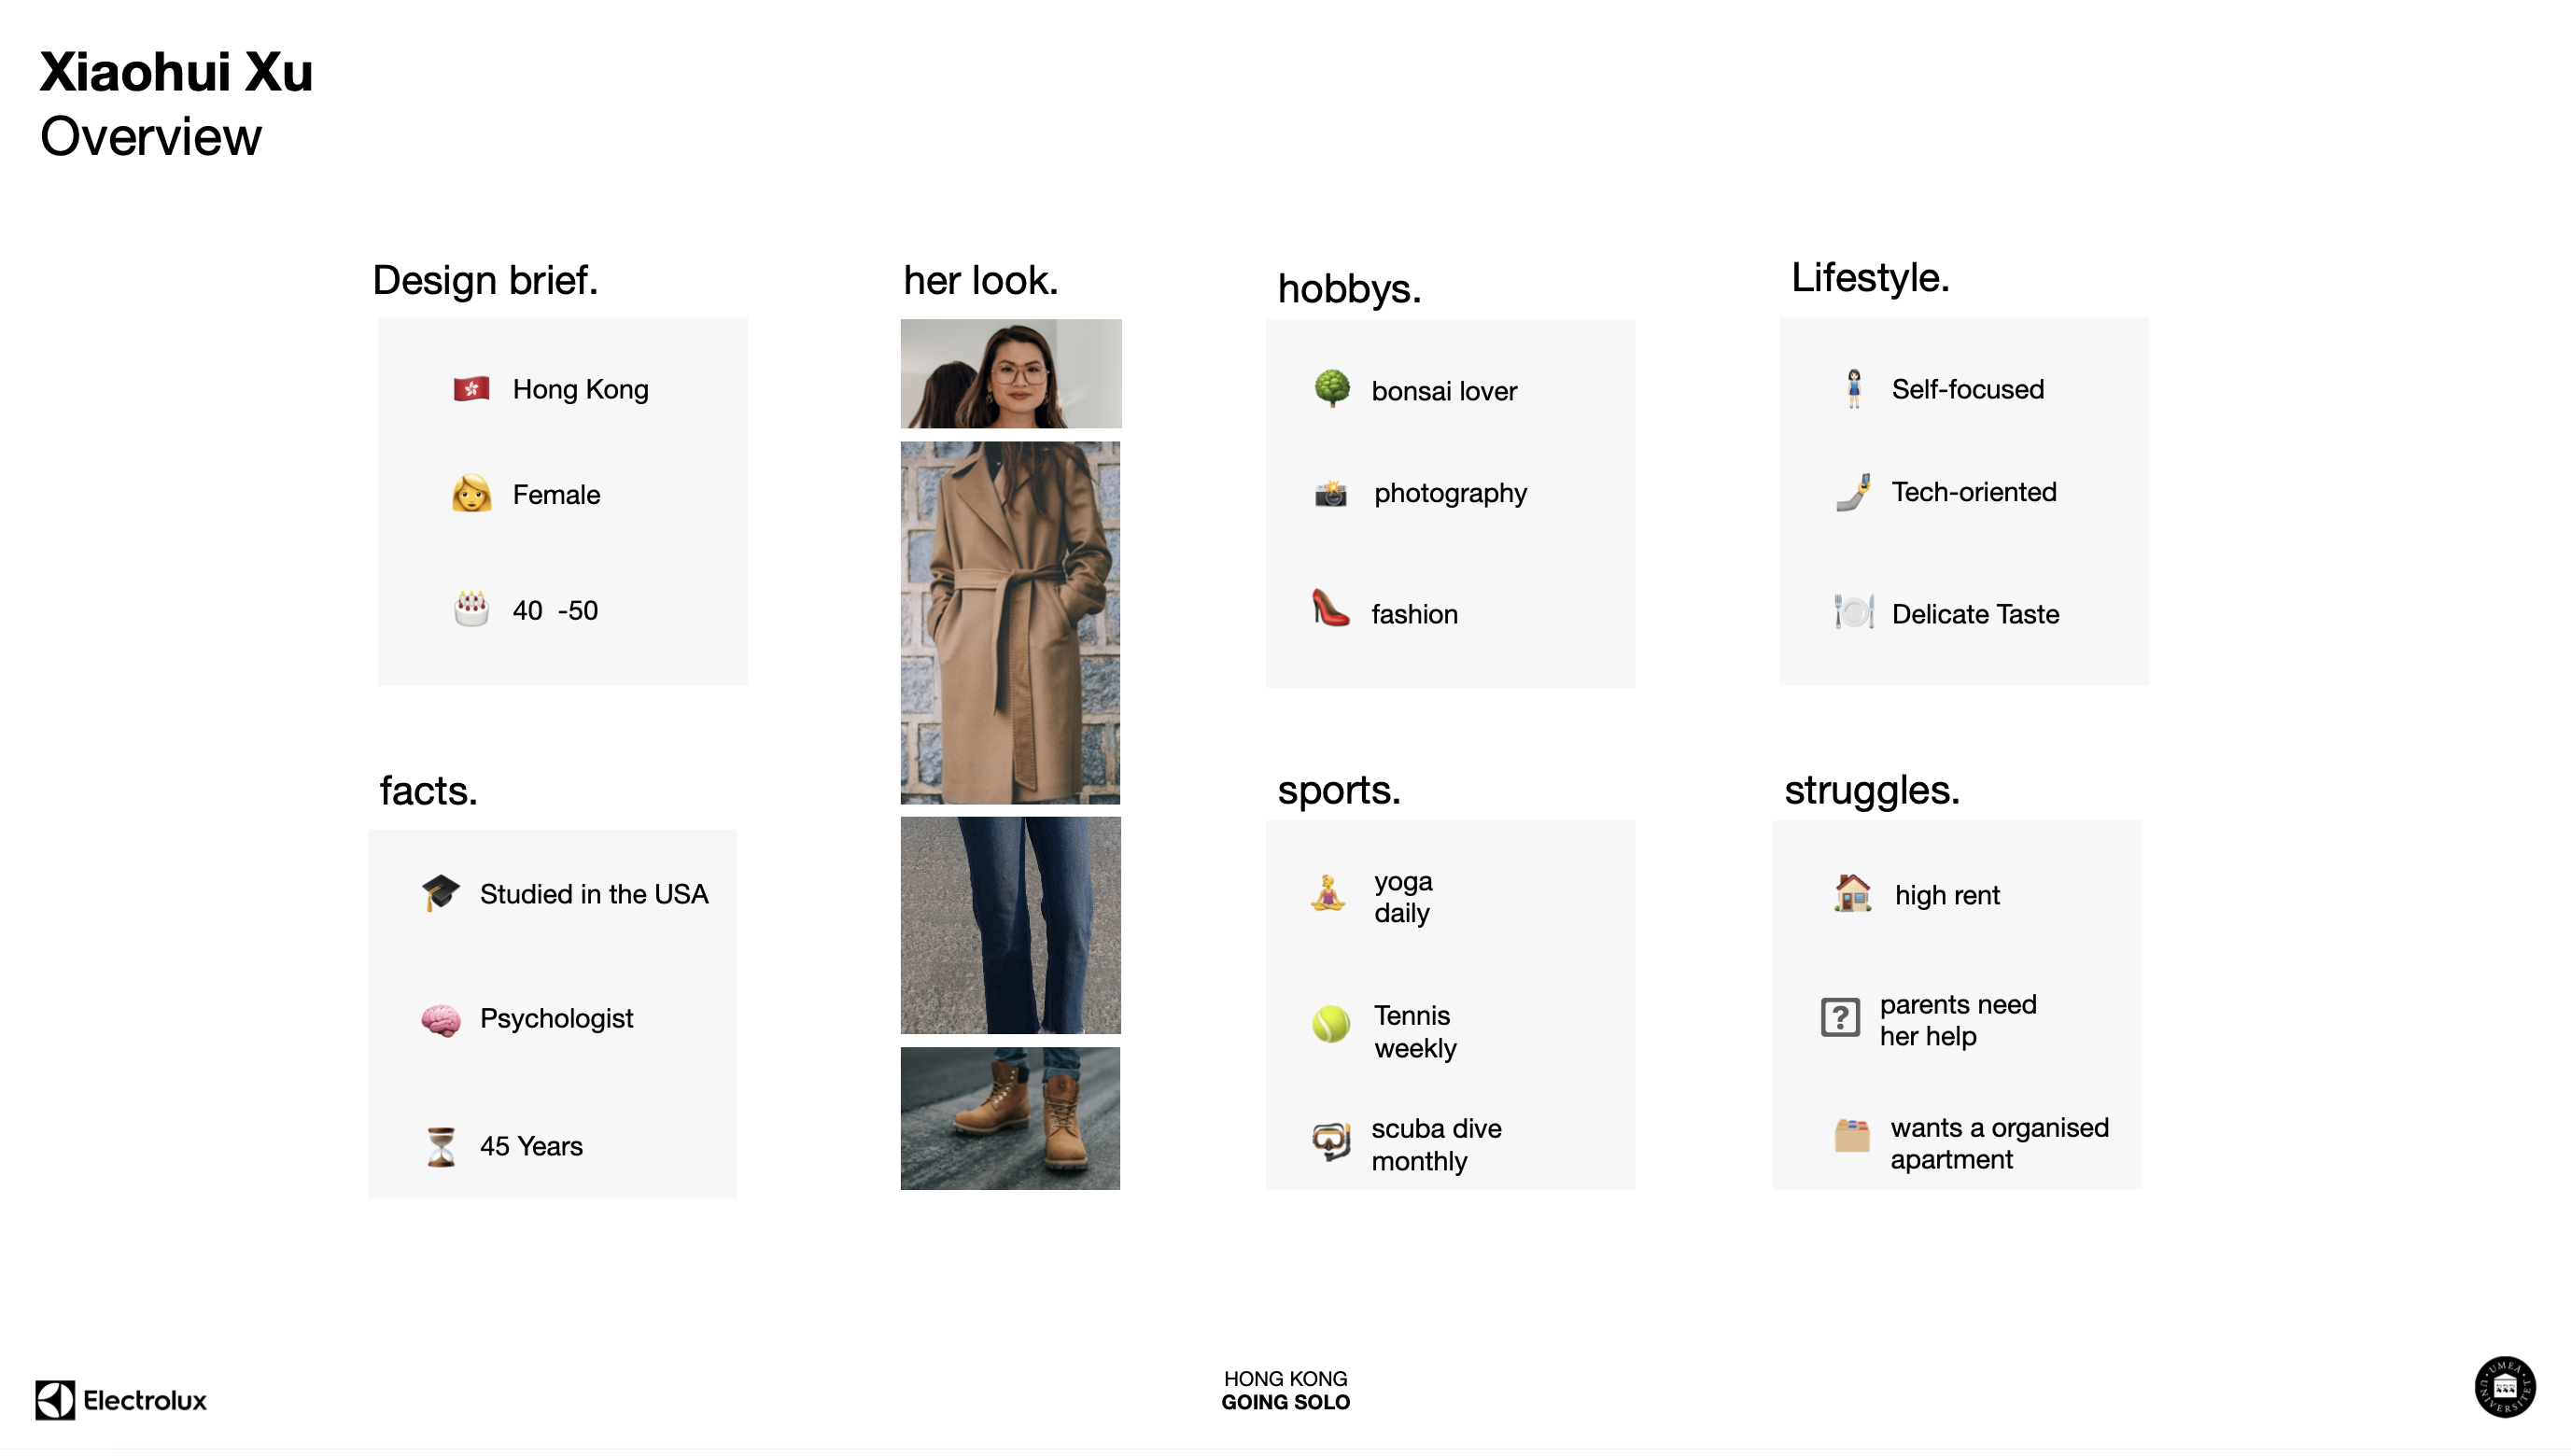 Xiaohui Xu
Overview
Design brief.
Hong Kong
Female
40  -50
facts.
Studied in the USA
Psychologist
45 Years
her look.
hobbys.
bonsai lover
photography
fashion
sports.
yoga
daily
Tennis
weekly
scuba dive
monthly
Lifestyle.
Self-focused
Tech-oriented
Delicate Taste
struggles.
high rent
?
parents need
her help
wants a organised
apartment
Electrolux
HONG KONG
GOING SOLO
UMEÅ
UNIVERSITET